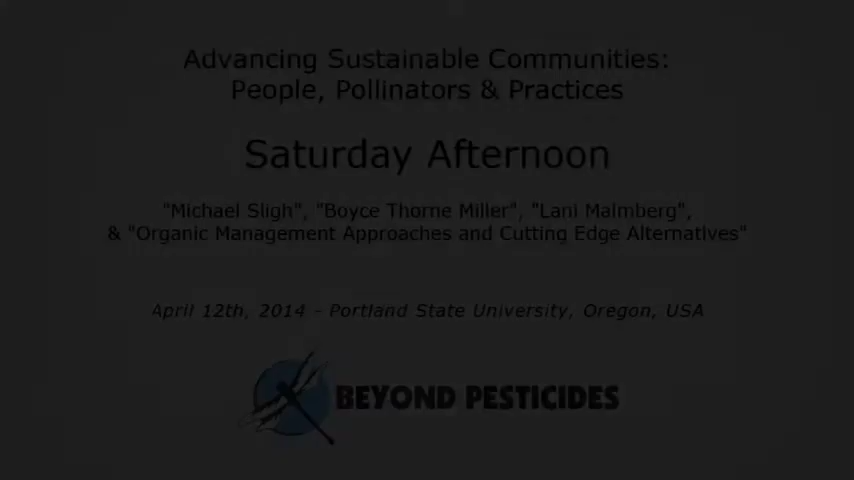 Advancing Sustainable Communities:
People, Pollinators & Practices
Saturday Afternoon
"Michael Sligh", "Boyce Thorne Miller", "Lani Malmberg",
& "Organic Management Approaches and Cutting Edge Alternatives"
April 12th, 2014 - Portland State University, Oregon, USA
BEYOND PESTICIDES